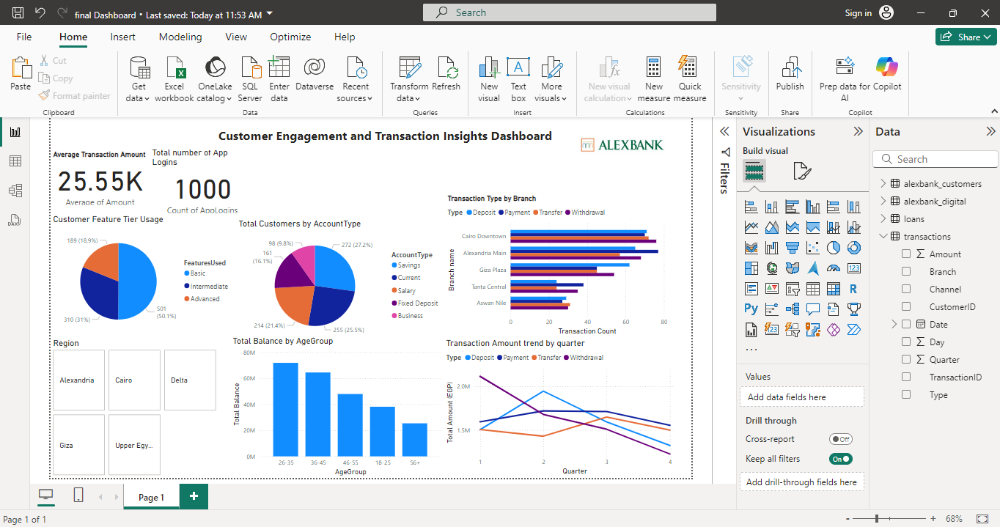 final Dashboard • Last saved: Today at 11:53 AM
Search
Sign in
File Home Insert Modeling View Optimize Help
Share
Paste
Cut
Copy
Format painter
Clipboard
Get data
Excel workbook
OneLake catalog
SQL Server
Enter data
Dataverse
Recent sources
Data
Transform data
Refresh
Queries
New visual
Text box
More visuals
Insert
New visual calculation
New measure
Quick measure
Calculations
Sensitivity
Sensitivity
Publish
Share
Prep data for AI
Copilot
Copilot
Customer Engagement and Transaction Insights Dashboard
ALEXBANK
Average Transaction Amount
25.55K
Average of Amount
Total number of App
Logins
1000
Count of AppLogins
Customer Feature Tier Usage
189 (18.9%)
310 (31%)
501
(50.1%)
FeaturesUsed
Basic
Intermediate
Advanced
Total Customers by AccountType
98 (9.8%)
272 (27.2%)
161
(16.1%)
214 (21.4%)
255 (25.5%)
AccountType
Savings
Current
Salary
Fixed Deposit
Business
Transaction Type by Branch
Type Deposit Payment Transfer Withdrawal
Branch name
Cairo Downtown
Alexandria Main
Giza Plaza
Tanta Central
Aswan Nile
0 20 40 60 80
Transaction Count
Region
Alexandria
Cairo
Delta
Giza
Upper Egy...
Total Balance by AgeGroup
Total Balance
80M
60M
40M
20M
0M
26-35 36-45 46-55 18-25 56+
AgeGroup
Transaction Amount trend by quarter
Type Deposit Payment Transfer Withdrawal
Total Amount (EGP)
2.0M
1.5M
1 2 3 4
Quarter
Filters
Visualizations
Build visual
123
R
Py
123
...
Values
Add data fields here
Drill through
Cross-report
Off
Keep all filters
On
Add drill-through fields here
Data
Search
alexbank_customers
alexbank_digital
loans
transactions
Amount
Branch
Channel
CustomerID
Date
Day
Quarter
TransactionID
Type
Page 1
Page 1 of 1
- + 68%